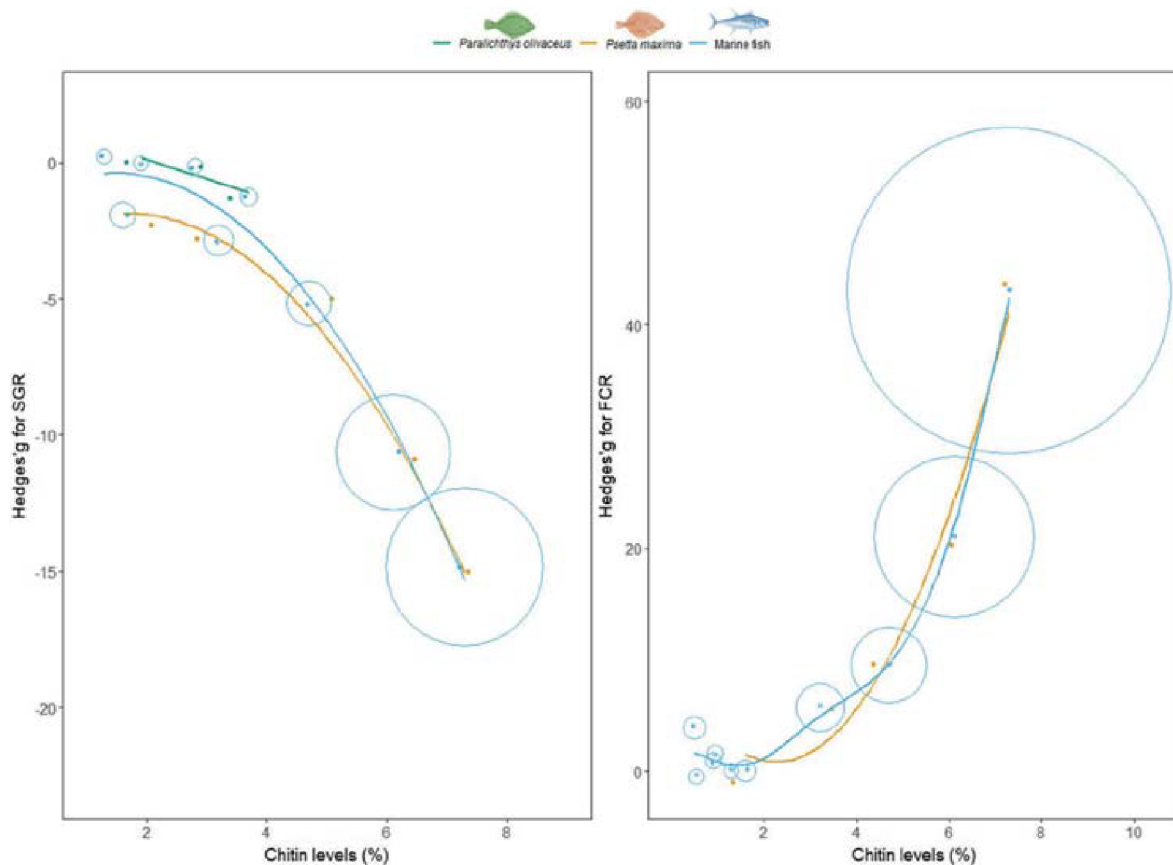 Paralichthys olivaceus Psetta maxima Marine fish
0
-5
-10
-15
-20
Hedges'g for SGR
2 4 6 8
Chitin levels (%)
60
40
20
0
Hedges'g for FCR
2 4 6 8 10
Chitin levels (%)